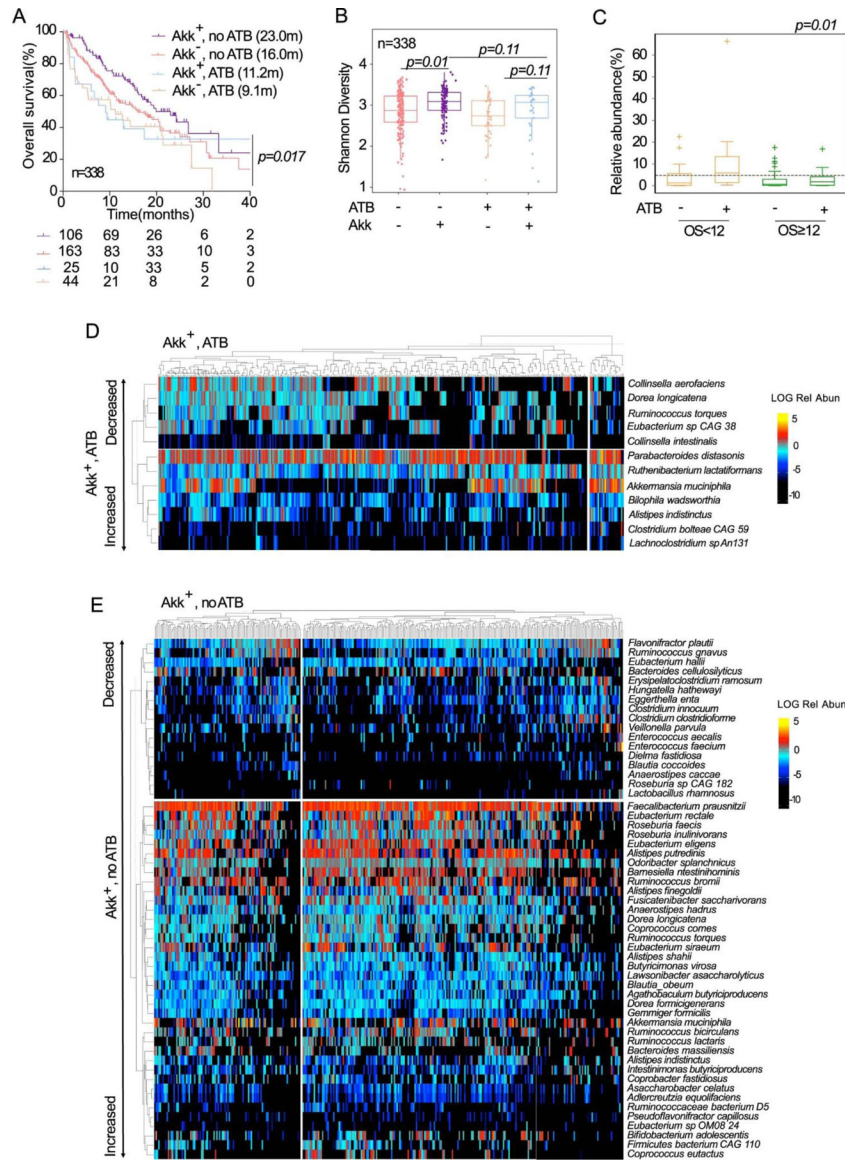 A
Akk+, no ATB (23.0m)
Akk-, no ATB (16.0m)
Akk+, ATB (11.2m)
Akk-, ATB (9.1m)
Overall survival(%)
100
80
60
40
20
0
n=338
p=0.017
0 10 20 30 40
Time(months)
106 69 26 6 2
163 83 33 10 3
25 10 33 5 2
44 21 8 2 0
B
n=338
p=0.11
p=0.01
p=0.11
Shannon Diversity
4
3
2
1
ATB - - + +
Akk - + - +
C
p=0.01
Relative abundance(%)
60
50
40
30
20
10
0
ATB - + - +
OS<12 OS≥12
D
Akk+, ATB
Akk+, ATB
Decreased
Increased
Collinsella aerofaciens
Dorea longicatena
Ruminococcus torques
Eubacterium sp CAG 38
Collinsella intestinalis
Parabacteroides distasonis
Ruthenibacterium lactatiformans
Akkermansia muciniphila
Bilophila wadsworthia
Alistipes indistinctus
Clostridium bolteae CAG 59
Lachnoclostridium sp An131
LOG Rel Abun
5
0
-5
-10
E
Akk+, no ATB
Akk+, no ATB
Decreased
Increased
Flavonifractor plautii
Ruminococcus gnavus
Eubacterium hallii
Bacteroides cellulosilyticus
Erysipelatoclostridium ramosum
Hungatella hathewayi
Eggerthella enta
Clostridium innocuum
Clostridium clostridioforme
Veillonella parvula
Enterococcus aecalis
Enterococcus faecium
Dielma fastidiosa
Blautia coccoides
Anaerostipes caccae
Roseburia sp CAG 182
Lactobacillus rhamnosus
Faecalibacterium prausnitzii
Eubacterium rectale
Roseburia faecis
Roseburia inulinivorans
Eubacterium eligens
Alistipes putredinis
Odoribacter splanchnicus
Barnesiella ntestinihominis
Ruminococcus bromii
Alistipes finegoldii
Fusicatenibacter saccharivorans
Anaerostipes hadrus
Dorea longicatena
Coprococcus comes
Ruminococcus torques
Eubacterium siraeum
Alistipes shahii
Butyricimonas virosa
Lawsonibacter asaccharolyticus
Blautia_obeum
Agathobaculum butyriciproducens
Dorea formicigenerans
Gemmiger formicilis
Akkermansia muciniphila
Ruminococcus bicirculans
Ruminococcus lactaris
Bacteroides massiliensis
Alistipes indistinctus
Intestinimonas butyriciproducens
Coprobacter fastidiosus
Asaccharobacter celatus
Adlercreutzia equolifaciens
Ruminococcaceae bacterium D5
Pseudoflavonifractor capillosus
Eubacterium sp OM08 24
Bifidobacterium adolescentis
Firmicutes bacterium CAG 110
Coprococcus eutactus
LOG Rel Abun
5
0
-5
-10